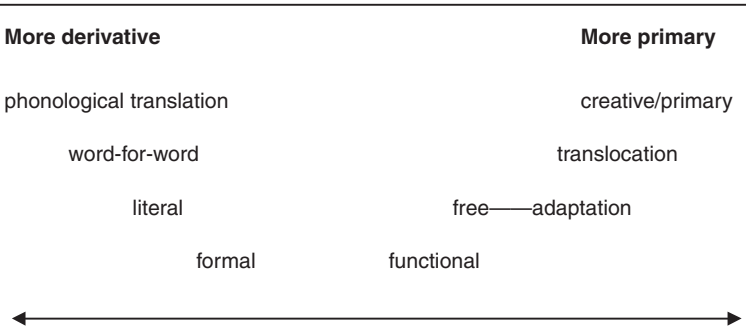 More derivative More primary
phonological translation creative/primary
word-for-word translocation
literal free——adaptation
formal functional